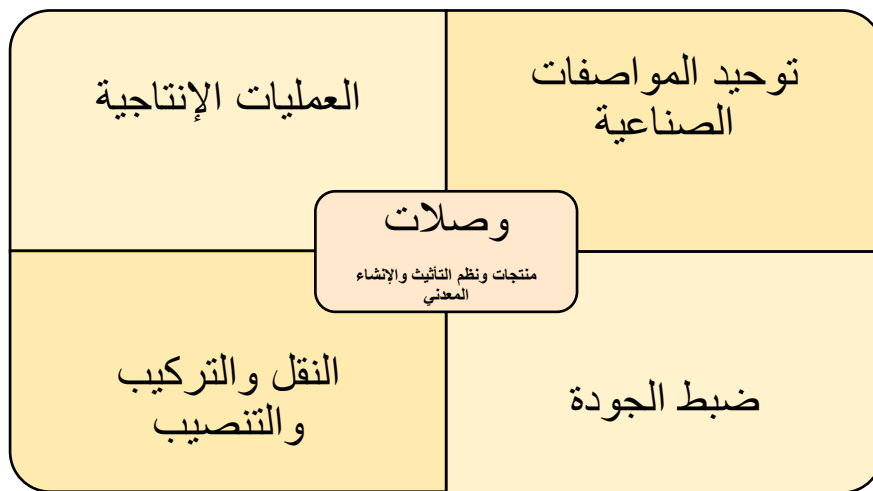 توحيد المواصفات
الصناعية
العمليات الإنتاجية
وصلات
منتجات ونظم التأثيث والإنشاء
المعدني
ضبط الجودة
النقل والتركيب
والتنصيب